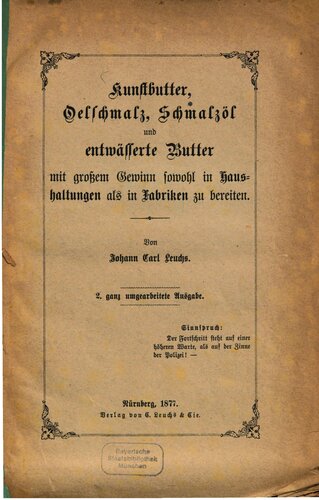 Kunstbutter,
Oelschmalz, Schmalzöl
und
entwässerte Butter
mit großem Gewinn sowohl in Haus-
haltungen als in Fabriken zu bereiten.
Von
Johann Carl Leuchs.
2. ganz umgearbeitete Ausgabe.
Sinnspruch:
Der Fortschritt steht auf einer
höheren Warte, als auf der Zinne
der Polizei! —
Nürnberg, 1877.
Verlag von C. Leuchs & Cie.
Bayerische
Staatsbibliothek
München